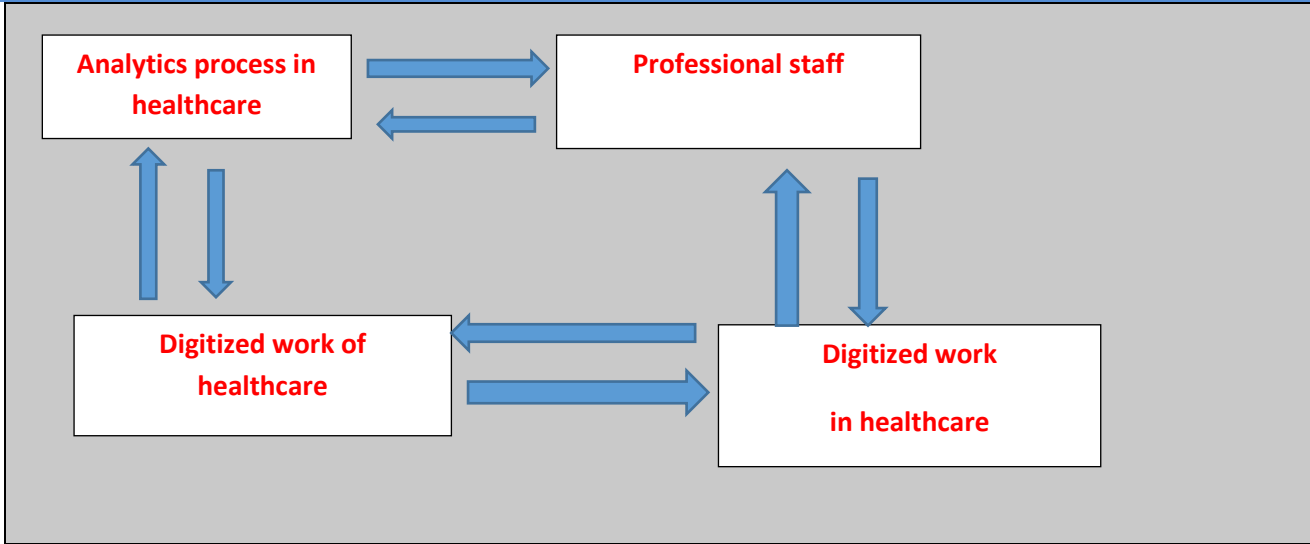 Analytics process in
healthcare
Professional staff
Digitized work of
healthcare
Digitized work
in healthcare